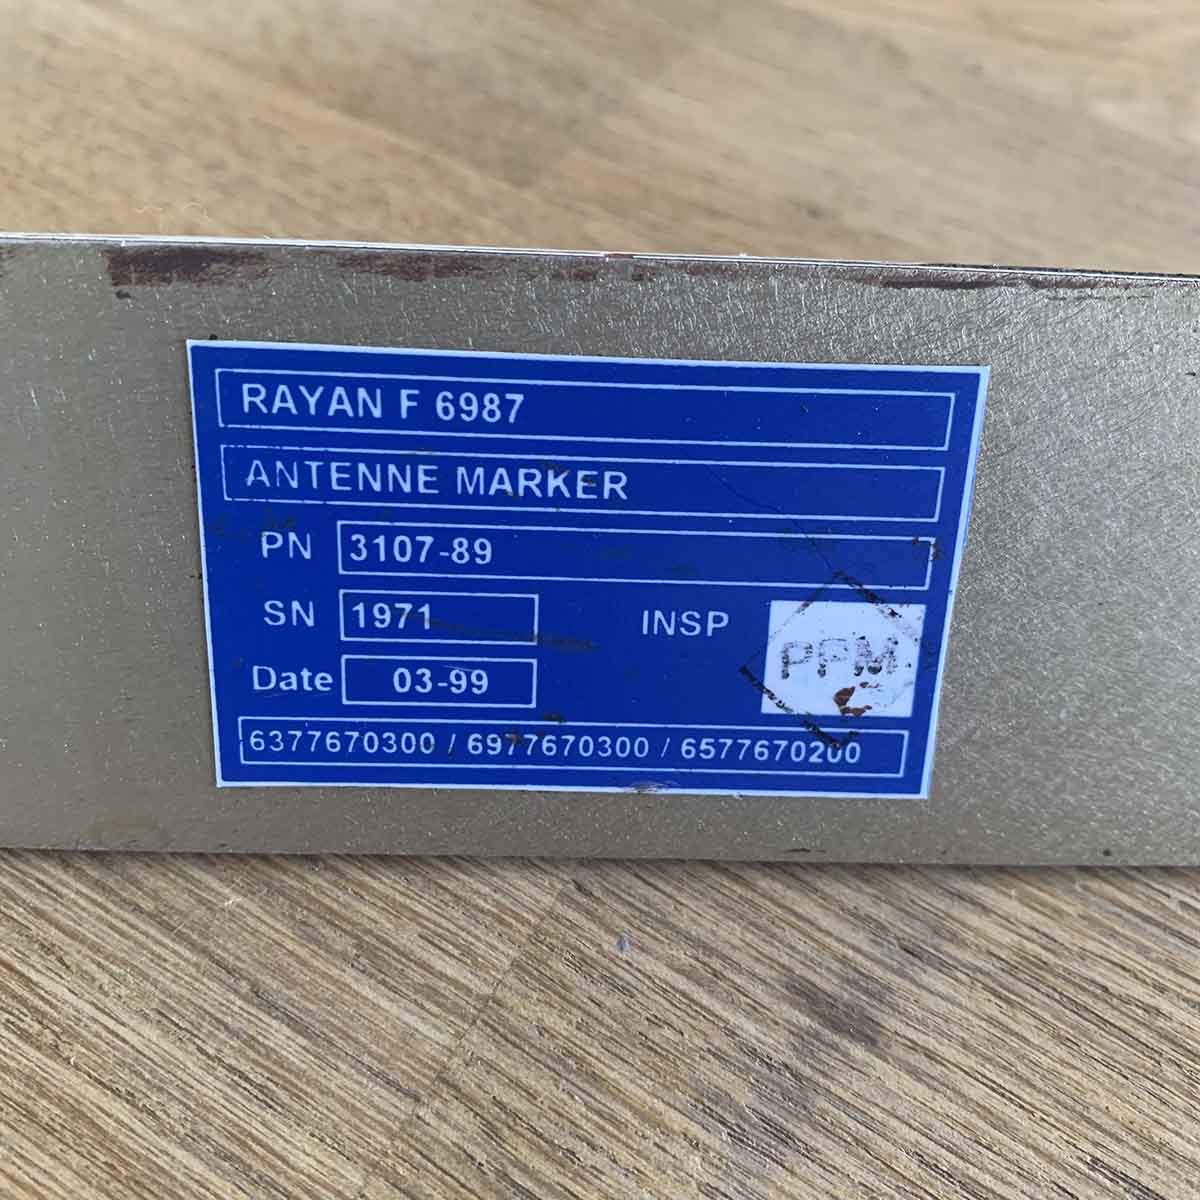 RAYAN F 6987
ANTENNE MARKER
PN 3107-89
SN 1971 INSP PPM
Date 03-99
6377670300 / 6977670300 / 6577670200